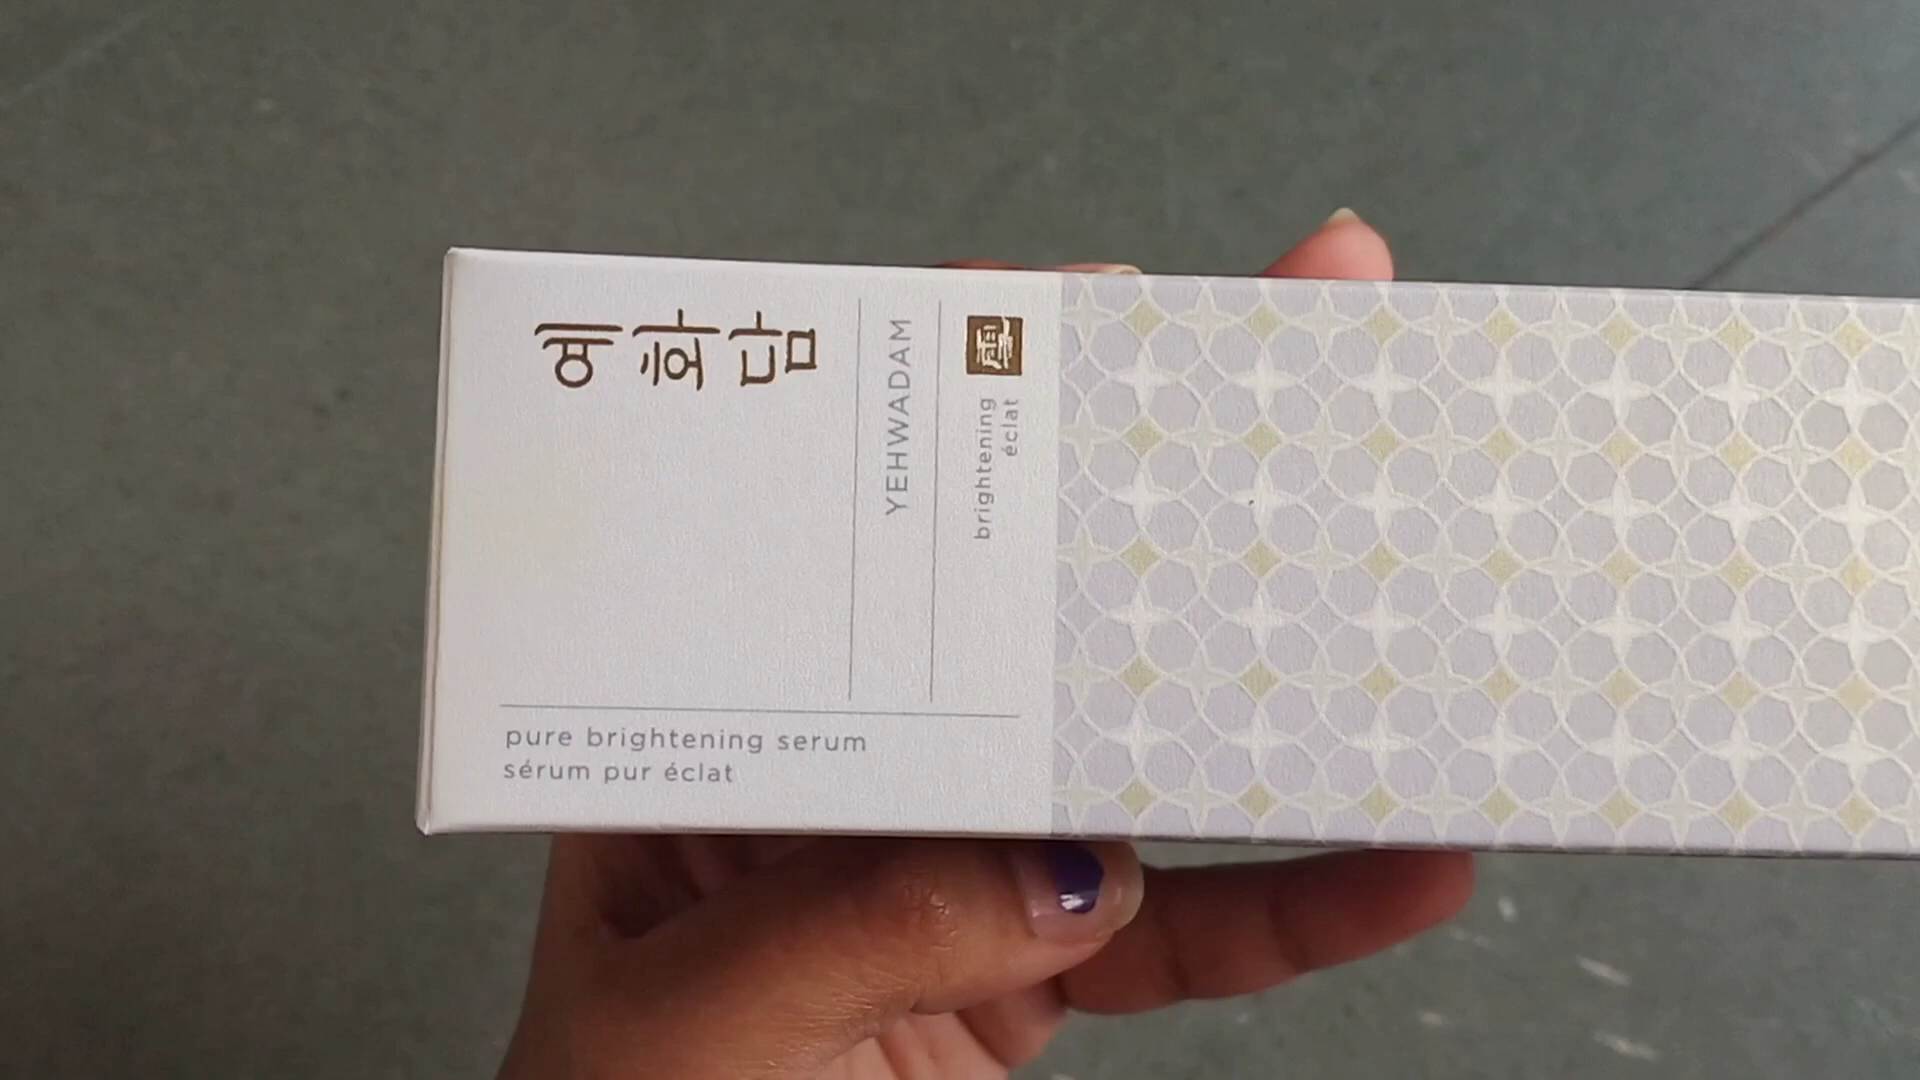 예화담
YEHWADAM
brightening
éclat
pure brightening serum
sérum pur éclat